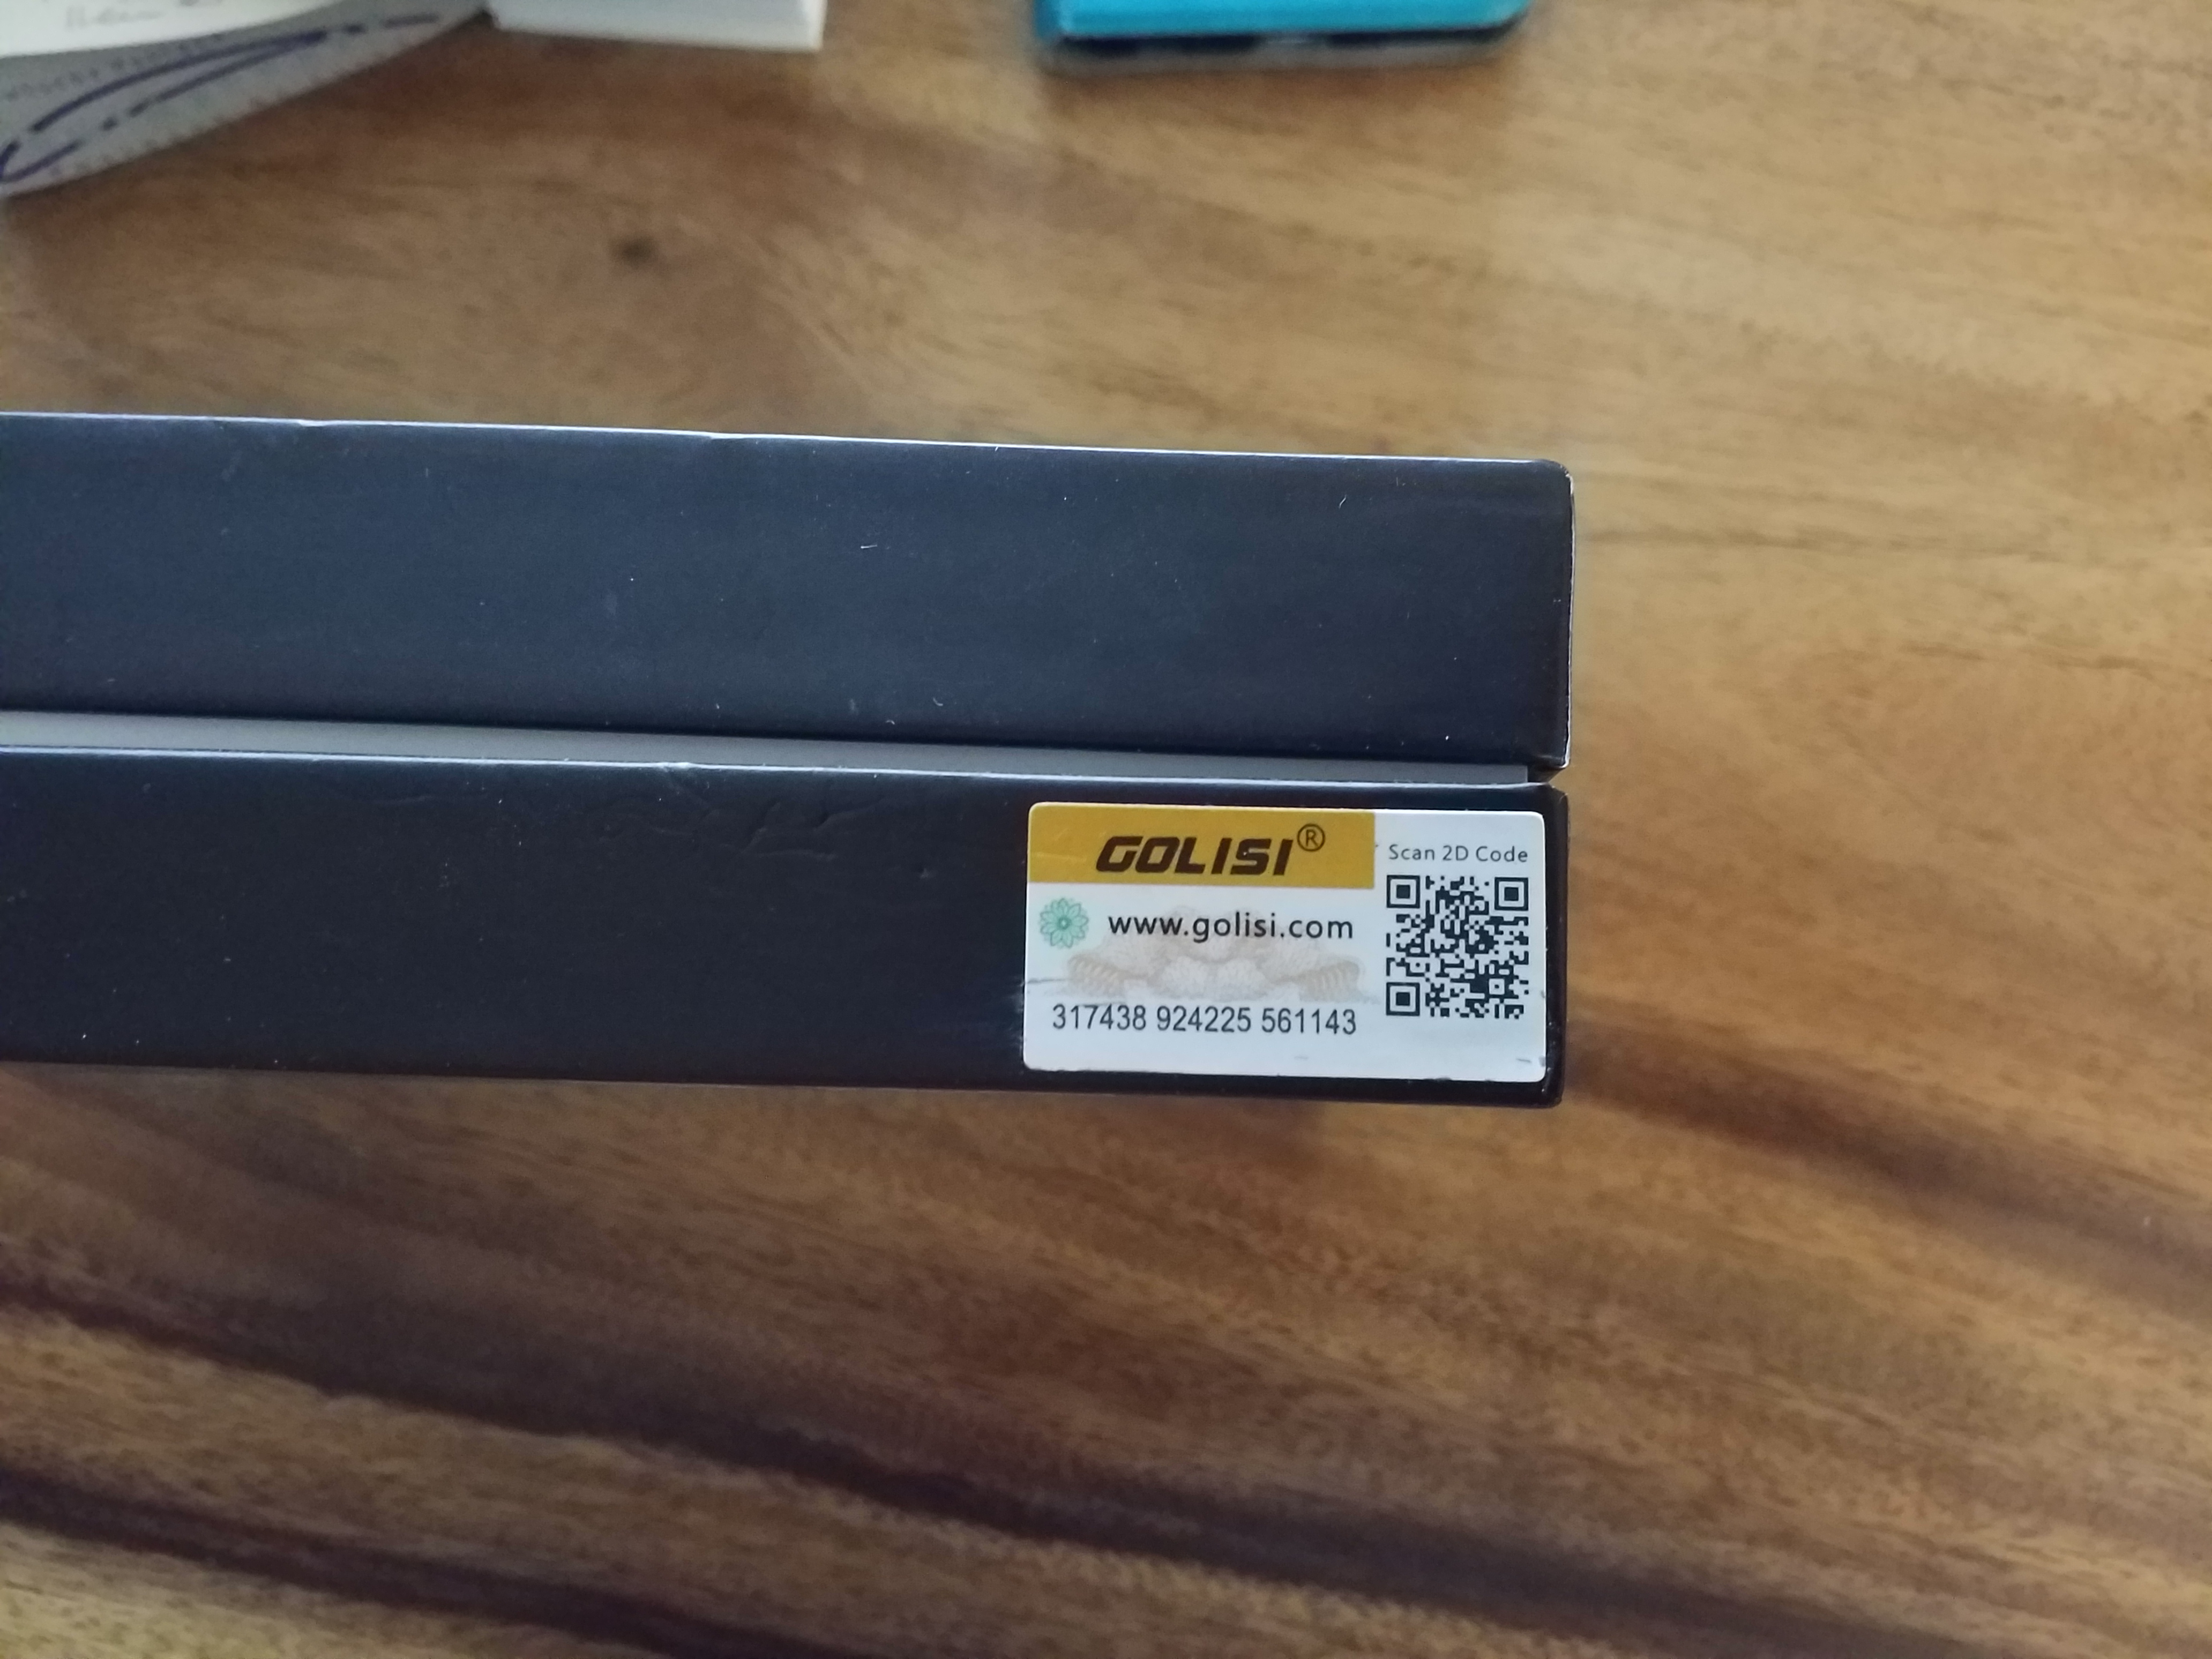 GOLISI®
Scan 2D Code
www.golisi.com
317438 924225 561143